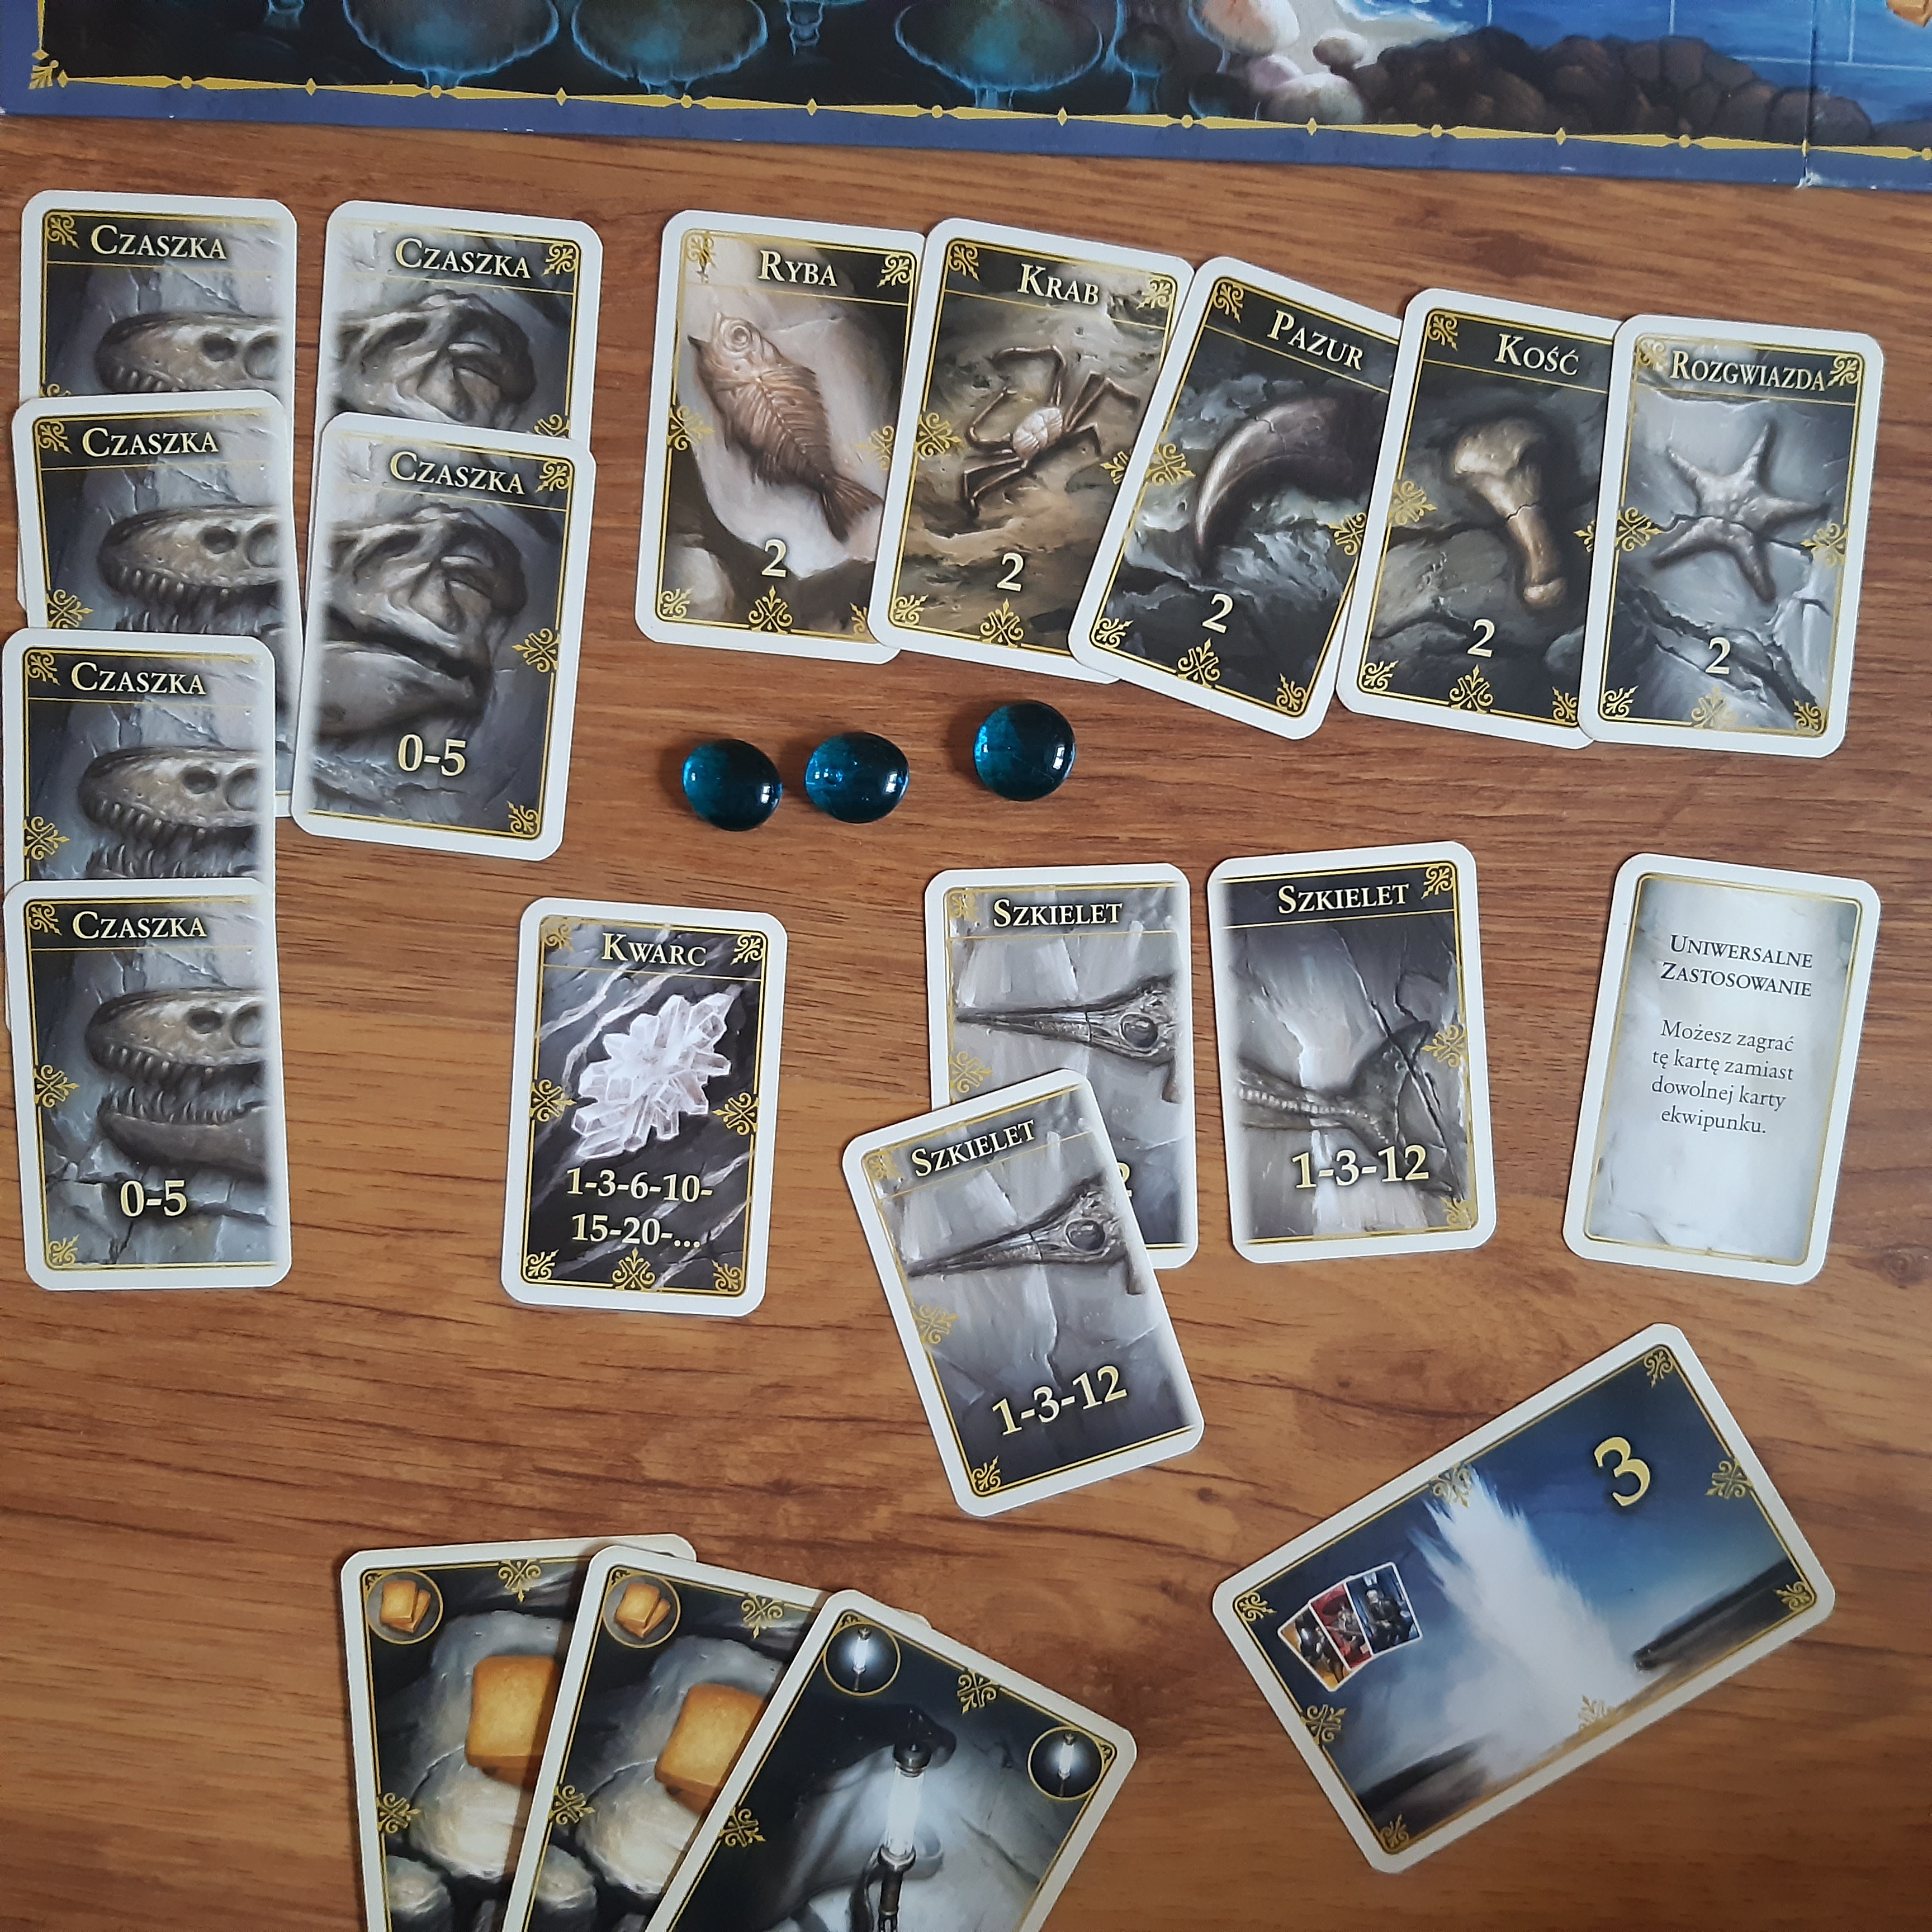 CZASZKA
CZASZKA
RYBA
2
KRAB
2
PAZUR
2
KOŚĆ
2
ROZGWIAZDA
2
CZASZKA
CZASZKA
0-5
CZASZKA
CZASZKA
0-5
KWARC
1-3-6-10-
15-20-...
SZKIELET
2
SZKIELET
1-3-12
SZKIELET
1-3-12
UNIWERSALNE
ZASTOSOWANIE
Możesz zagrać
tę kartę zamiast
dowolnej karty
ekwipunku.
3